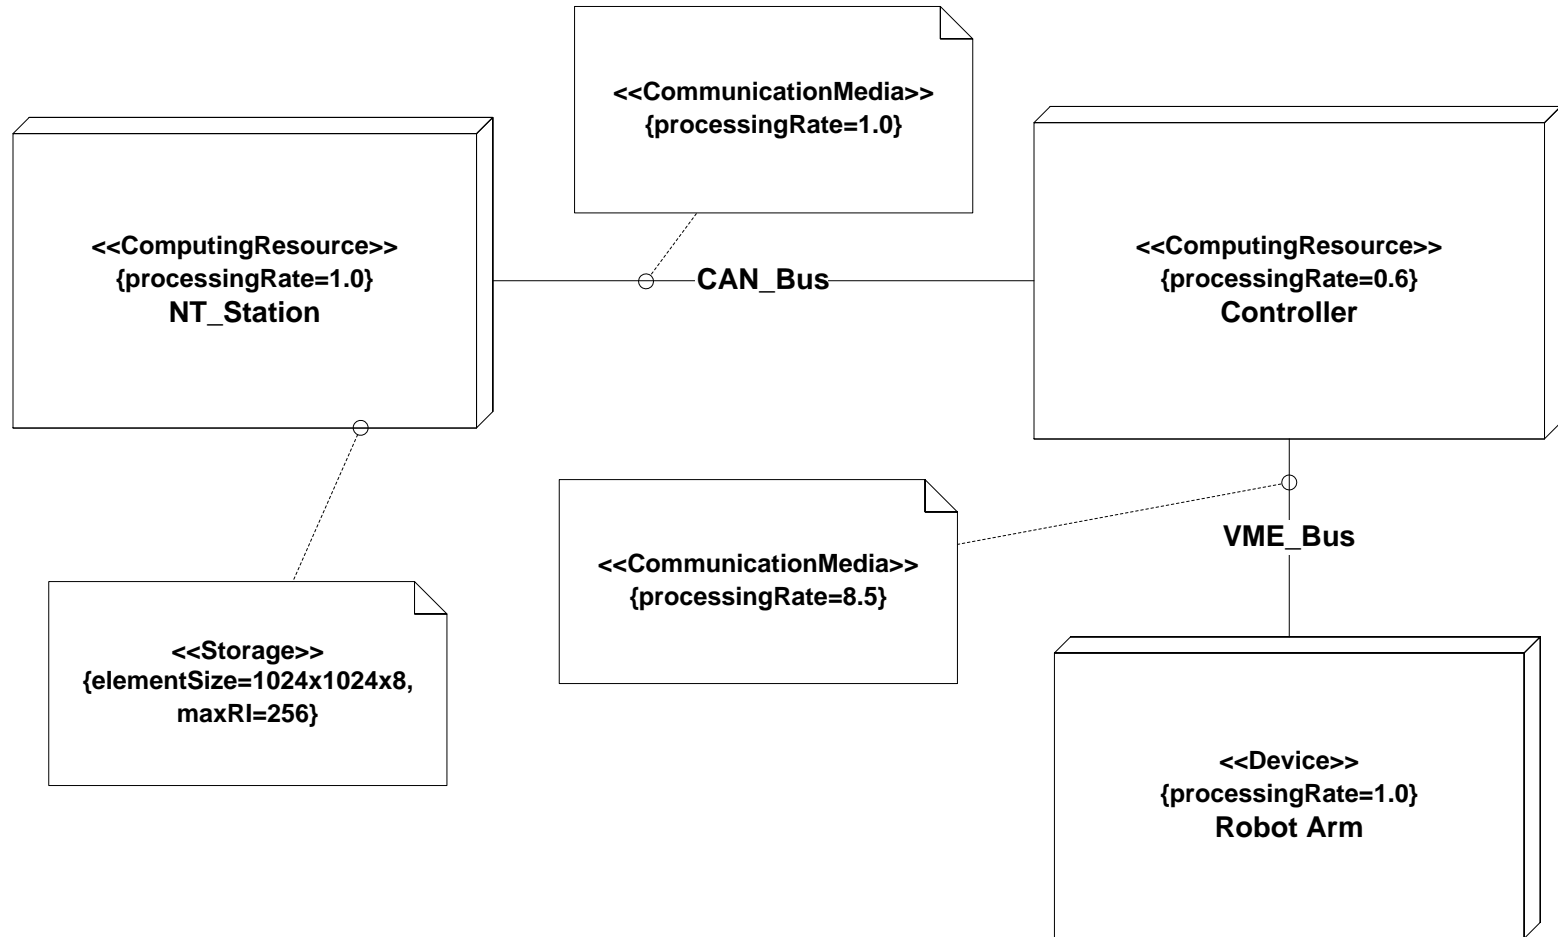 <<CommunicationMedia>>
{processingRate=1.0}
<<ComputingResource>>
{processingRate=1.0}
NT_Station
CAN_Bus
<<ComputingResource>>
{processingRate=0.6}
Controller
<<CommunicationMedia>>
{processingRate=8.5}
VME_Bus
<<Storage>>
{elementSize=1024x1024x8,
maxRI=256}
<<Device>>
{processingRate=1.0}
Robot Arm